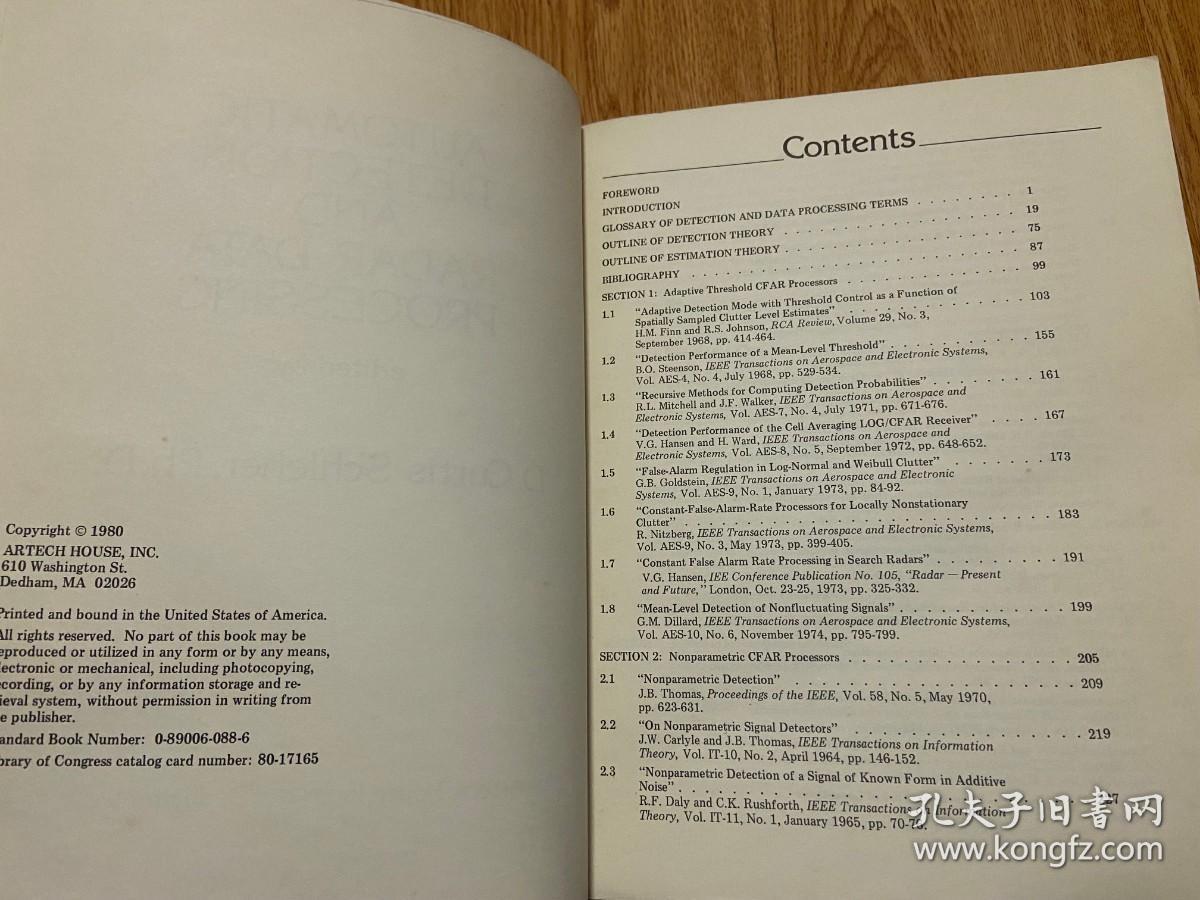 Copyright © 1980
ARTECH HOUSE, INC.
610 Washington St.
Dedham, MA 02026
Printed and bound in the United States of America.
All rights reserved. No part of this book may be
reproduced or utilized in any form or by any means,
electronic or mechanical, including photocopying,
recording, or by any information storage and re-
trieval system, without permission in writing from
the publisher.
Standard Book Number: 0-89006-088-6
Library of Congress catalog card number: 80-17165
Contents
FOREWORD
INTRODUCTION . . . . . . . . 1
GLOSSARY OF DETECTION AND DATA PROCESSING TERMS . . . . . . . . 19
OUTLINE OF DETECTION THEORY . . . . . . . . 75
OUTLINE OF ESTIMATION THEORY . . . . . . . . 87
BIBLIOGRAPHY . . . . . . . . 99
SECTION 1: Adaptive Threshold CFAR Processors . . . . . . . . 103
1.1 "Adaptive Detection Mode with Threshold Control as a Function of
Spatially Sampled Clutter Level Estimates" . . . . . . . .
H.M. Finn and R.S. Johnson, RCA Review, Volume 29, No. 3,
September 1968, pp. 414-464.
1.2 "Detection Performance of a Mean-Level Threshold" . . . . . . . . 155
B.O. Steenson, IEEE Transactions on Aerospace and Electronic Systems,
Vol. AES-4, No. 4, July 1968, pp. 529-534.
1.3 "Recursive Methods for Computing Detection Probabilities" . . . . . . . . 161
R.L. Mitchell and J.F. Walker, IEEE Transactions on Aerospace and
Electronic Systems, Vol. AES-7, No. 4, July 1971, pp. 671-676.
1.4 "Detection Performance of the Cell Averaging LOG/CFAR Receiver" . . . . 167
V.G. Hansen and H. Ward, IEEE Transactions on Aerospace and
Electronic Systems, Vol. AES-8, No. 5, September 1972, pp. 648-652.
1.5 "False-Alarm Regulation in Log-Normal and Weibull Clutter" . . . . . . . 173
G.B. Goldstein, IEEE Transactions on Aerospace and Electronic
Systems, Vol. AES-9, No. 1, January 1973, pp. 84-92.
1.6 "Constant-False-Alarm-Rate Processors for Locally Nonstationary
Clutter" . . . . . . . . 183
R. Nitzberg, IEEE Transactions on Aerospace and Electronic Systems,
Vol. AES-9, No. 3, May 1973, pp. 399-405.
1.7 "Constant False Alarm Rate Processing in Search Radars" . . . . . . . . 191
V.G. Hansen, IEE Conference Publication No. 105, "Radar — Present
and Future," London, Oct. 23-25, 1973, pp. 325-332.
1.8 "Mean-Level Detection of Nonfluctuating Signals" . . . . . . . . 199
G.M. Dillard, IEEE Transactions on Aerospace and Electronic Systems,
Vol. AES-10, No. 6, November 1974, pp. 795-799.
SECTION 2: Nonparametric CFAR Processors . . . . . . . . 205
2.1 "Nonparametric Detection" . . . . . . . . 209
J.B. Thomas, Proceedings of the IEEE, Vol. 58, No. 5, May 1970,
pp. 623-631.
2.2 "On Nonparametric Signal Detectors" . . . . . . . . 219
J.W. Carlyle and J.B. Thomas, IEEE Transactions on Information
Theory, Vol. IT-10, No. 2, April 1964, pp. 146-152.
2.3 "Nonparametric Detection of a Signal of Known Form in Additive
Noise" . . . . . . . .
R.F. Daly and C.K. Rushforth, IEEE Transactions on Information
Theory, Vol. IT-11, No. 1, January 1965, pp.
孔夫子旧书网
www.kongfz.com